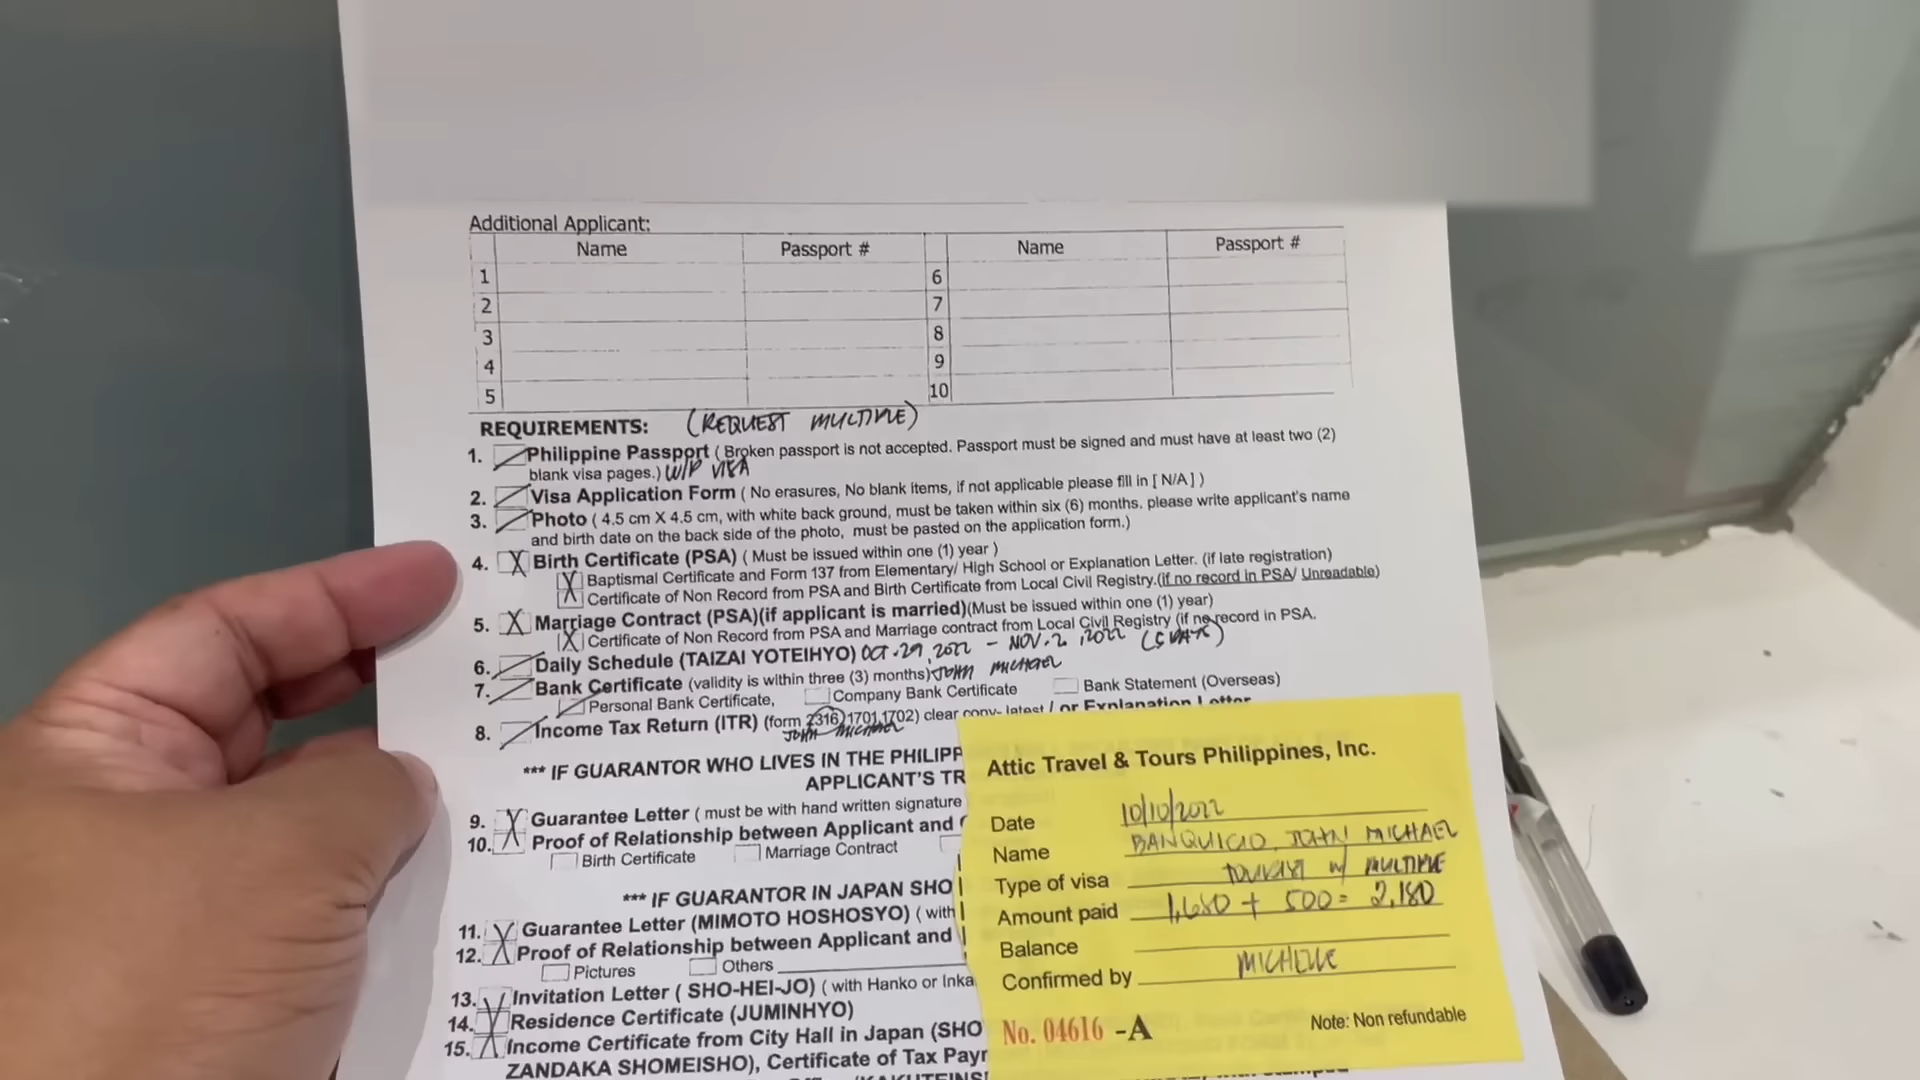 Additional Applicant:
Name Passport # Name Passport #
1 6
2 7
3 8
4 9
5 10
REQUIREMENTS: (REQUEST MULTIPLE)
1. Philippine Passport ( Broken passport is not accepted. Passport must be signed and must have at least two (2)
blank visa pages.) W/P VISA
2. Visa Application Form ( No erasures, No blank items, if not applicable please fill in [ N/A ] )
3. Photo ( 4.5 cm X 4.5 cm, with white back ground, must be taken within six (6) months. please write applicant's name
and birth date on the back side of the photo, must be pasted on the application form.)
4. X Birth Certificate (PSA) ( Must be issued within one (1) year )
X Baptismal Certificate and Form 137 from Elementary/ High School or Explanation Letter. (if late registration)
X Certificate of Non Record from PSA and Birth Certificate from Local Civil Registry.(if no record in PSA/ Unreadable)
5. X Marriage Contract (PSA)(if applicant is married)(Must be issued within one (1) year)
X Certificate of Non Record from PSA and Marriage contract from Local Civil Registry (if no record in PSA.
6. Daily Schedule (TAIZAI YOTEIHYO) OCT. 29, 2022 - NOV. 2, 2022 (5 DAYS)
7. Bank Certificate (validity is within three (3) months) JOHN MICHAEL
Personal Bank Certificate, Company Bank Certificate Bank Statement (Overseas)
8. Income Tax Return (ITR) (form 2316, 1701,1702) clear copy- latest / or Explanation Letter
JOHN MICHAEL
*** IF GUARANTOR WHO LIVES IN THE PHILIPP
APPLICANT'S TR
9. Guarantee Letter ( must be with hand written signature
10. Proof of Relationship between Applicant and
Birth Certificate Marriage Contract
*** IF GUARANTOR IN JAPAN SHO
11. Guarantee Letter (MIMOTO HOSHOSYO) ( with
12. Proof of Relationship between Applicant and
Pictures Others
13. Invitation Letter ( SHO-HEI-JO) ( with Hanko or Inka
14. Residence Certificate (JUMINHYO)
15. Income Certificate from City Hall in Japan (SHO
ZANDAKA SHOMEISHO), Certificate of Tax Payr
Attic Travel & Tours Philippines, Inc.
Date 10/10/2022
Name BANQUICIO, JOHN MICHAEL
Type of visa TOURIST W/ MULTIPLE
Amount paid 1,680 + 500 = 2,180
Balance
Confirmed by MICHELLE
No. 04616 -A Note: Non refundable